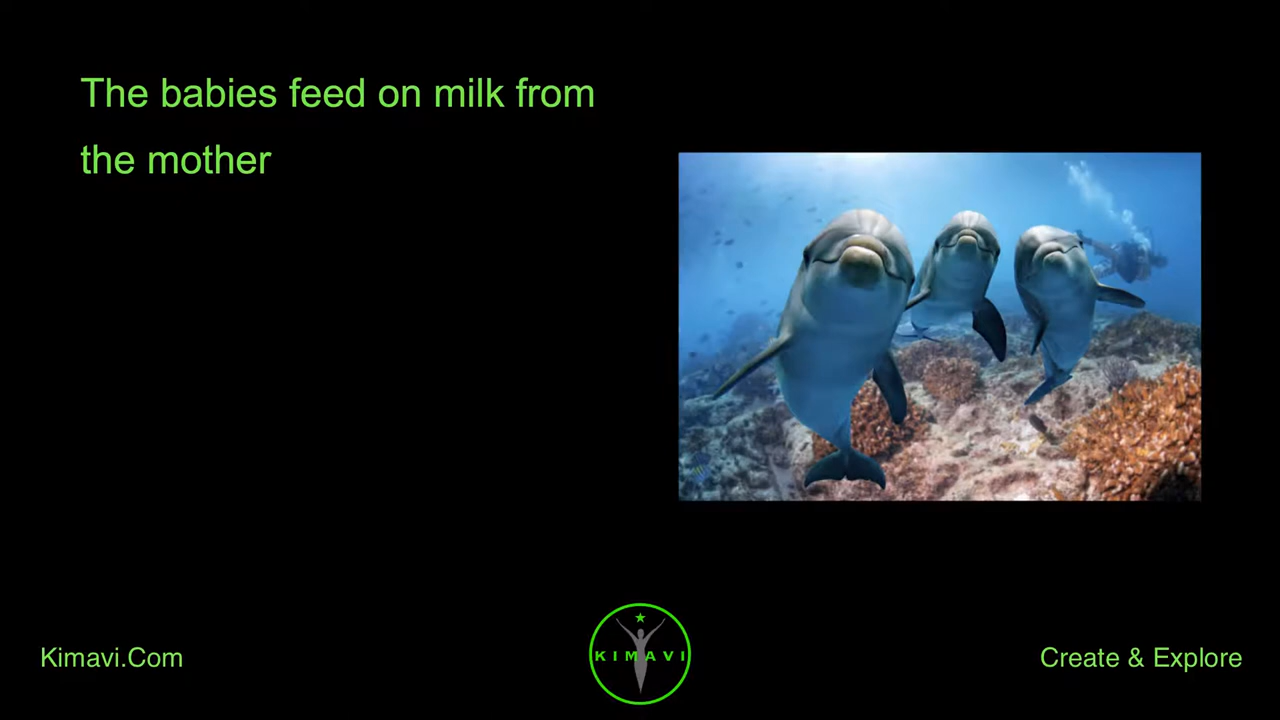 The babies feed on milk from
the mother
KIMAVI
Kimavi.Com
Create & Explore